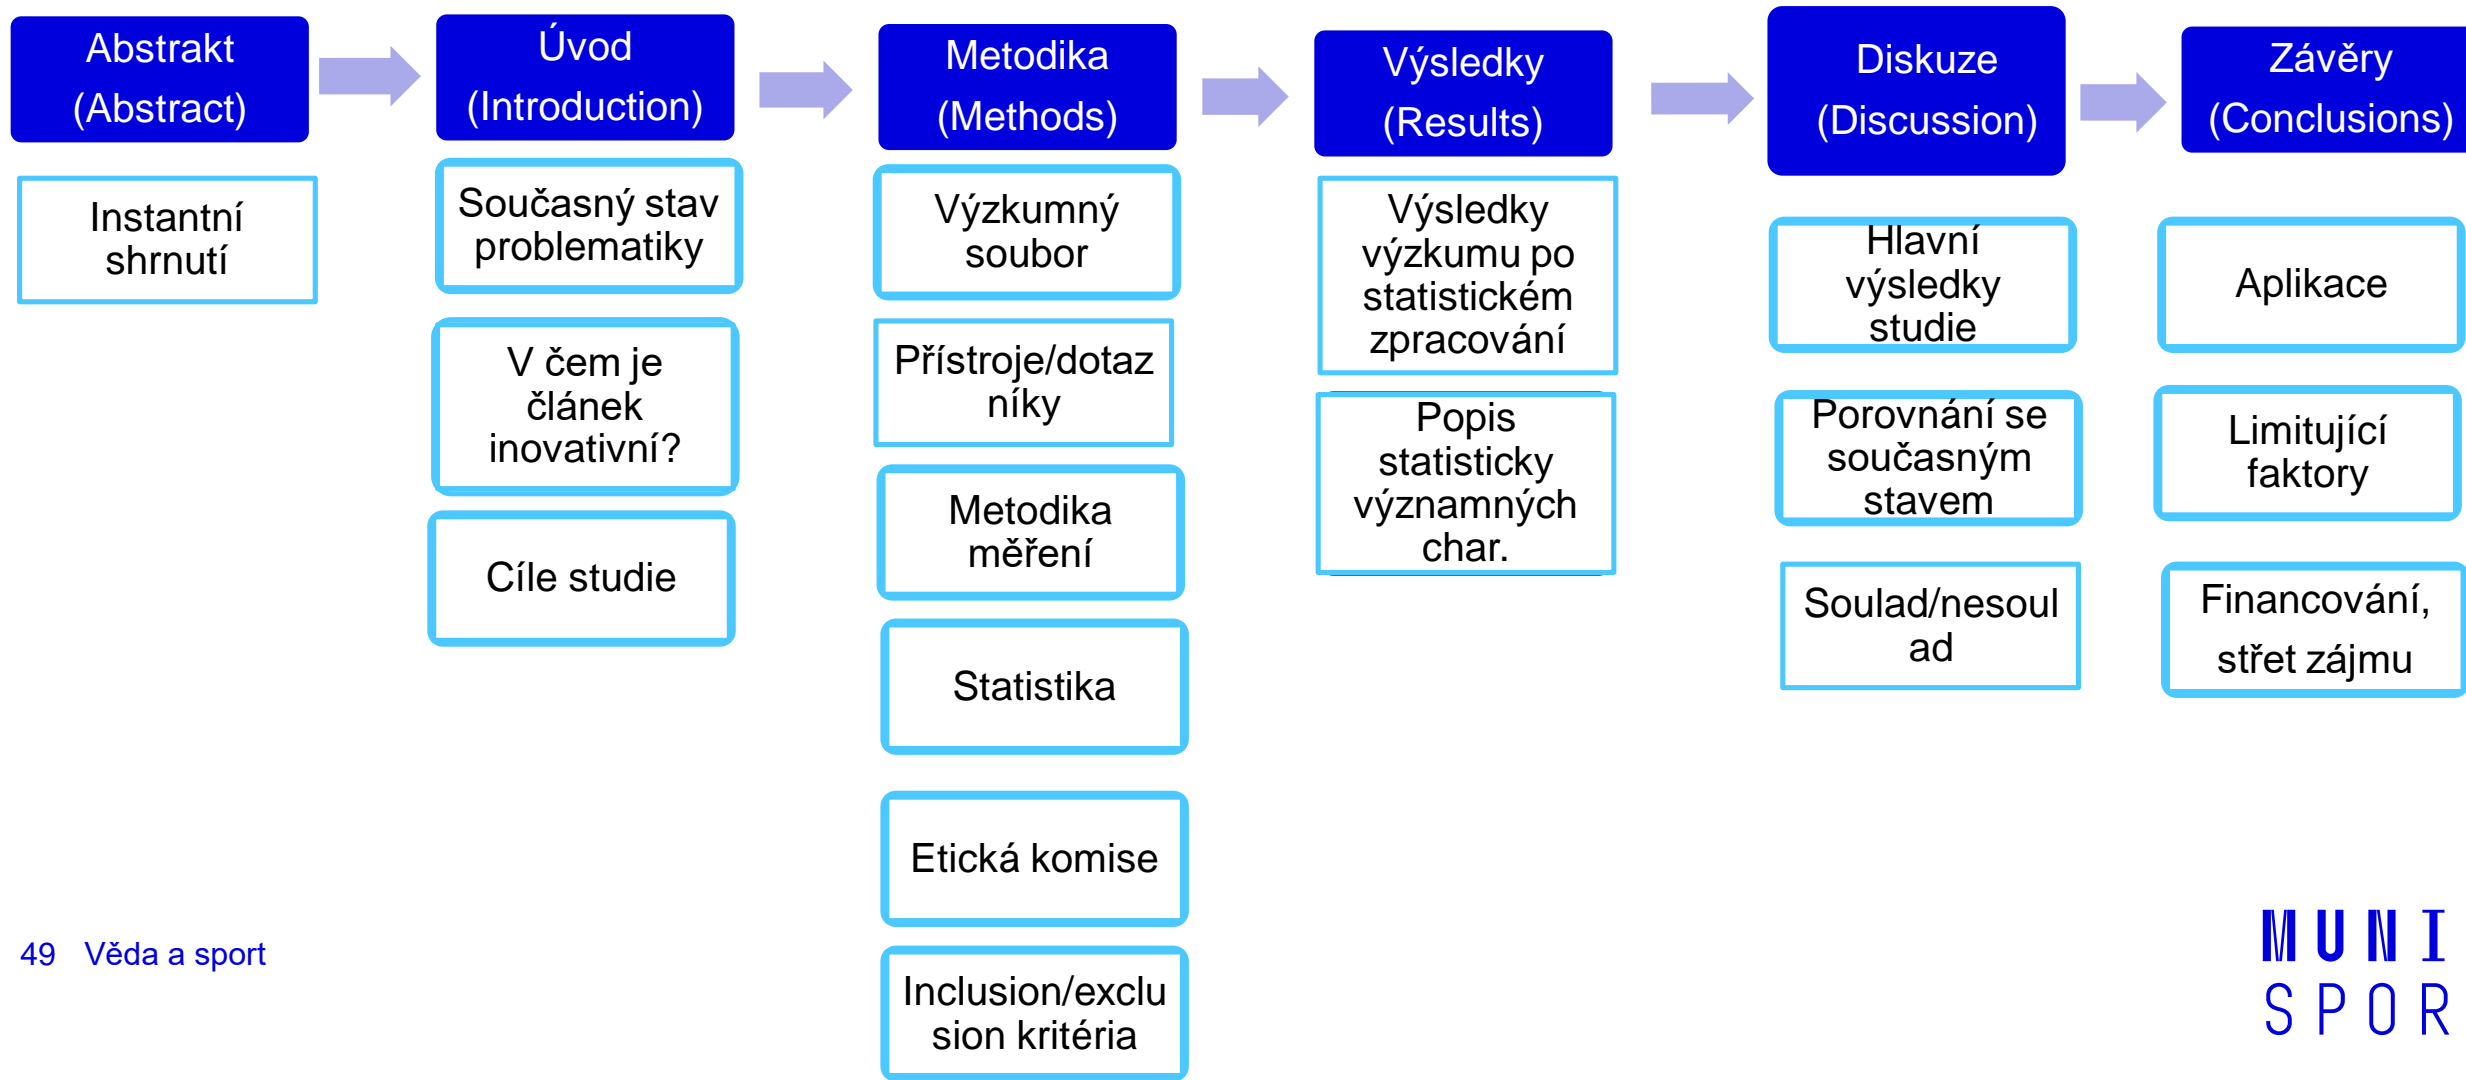 Abstrakt
(Abstract)
Instantní
shrnutí
Úvod
(Introduction)
Současný stav
problematiky
V čem je
článek
inovativní?
Cíle studie
Metodika
(Methods)
Výzkumný
soubor
Přístroje/dotaz
níky
Metodika
měření
Statistika
Etická komise
Inclusion/exclu
sion kritéria
Výsledky
(Results)
Výsledky
výzkumu po
statistickém
zpracování
Popis
statisticky
významných
char.
Diskuze
(Discussion)
Hlavní
výsledky
studie
Porovnání se
současným
stavem
Soulad/nesoul
ad
Závěry
(Conclusions)
Aplikace
Limitující
faktory
Financování,
střet zájmu
49 Věda a sport
MUNI
SPOR